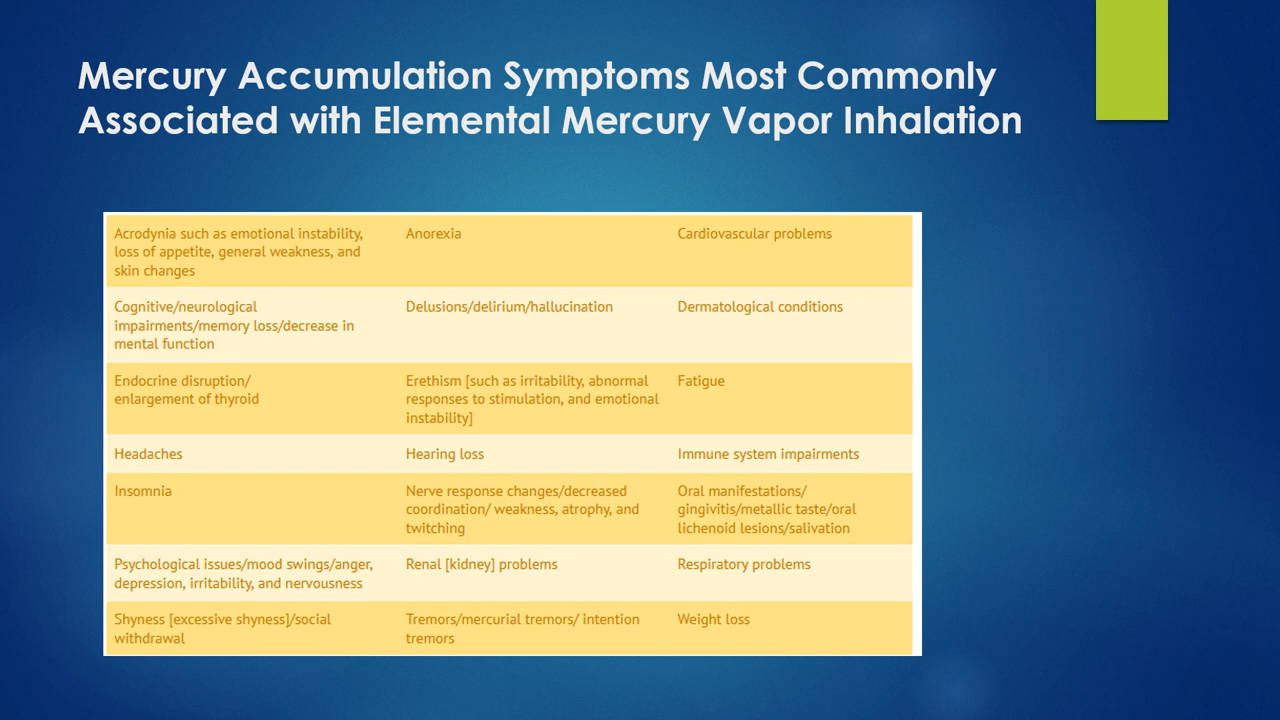 Mercury Accumulation Symptoms Most Commonly
Associated with Elemental Mercury Vapor Inhalation
Acrodynia such as emotional instability,
loss of appetite, general weakness, and
skin changes
Anorexia
Cardiovascular problems
Cognitive/neurological
impairments/memory loss/decrease in
mental function
Delusions/delirium/hallucination
Dermatological conditions
Endocrine disruption/
enlargement of thyroid
Erethism [such as irritability, abnormal
responses to stimulation, and emotional
instability]
Fatigue
Headaches
Hearing loss
Immune system impairments
Insomnia
Nerve response changes/decreased
coordination/ weakness, atrophy, and
twitching
Oral manifestations/
gingivitis/metallic taste/oral
lichenoid lesions/salivation
Psychological issues/mood swings/anger,
depression, irritability, and nervousness
Renal [kidney] problems
Respiratory problems
Shyness [excessive shyness]/social
withdrawal
Tremors/mercurial tremors/ intention
tremors
Weight loss